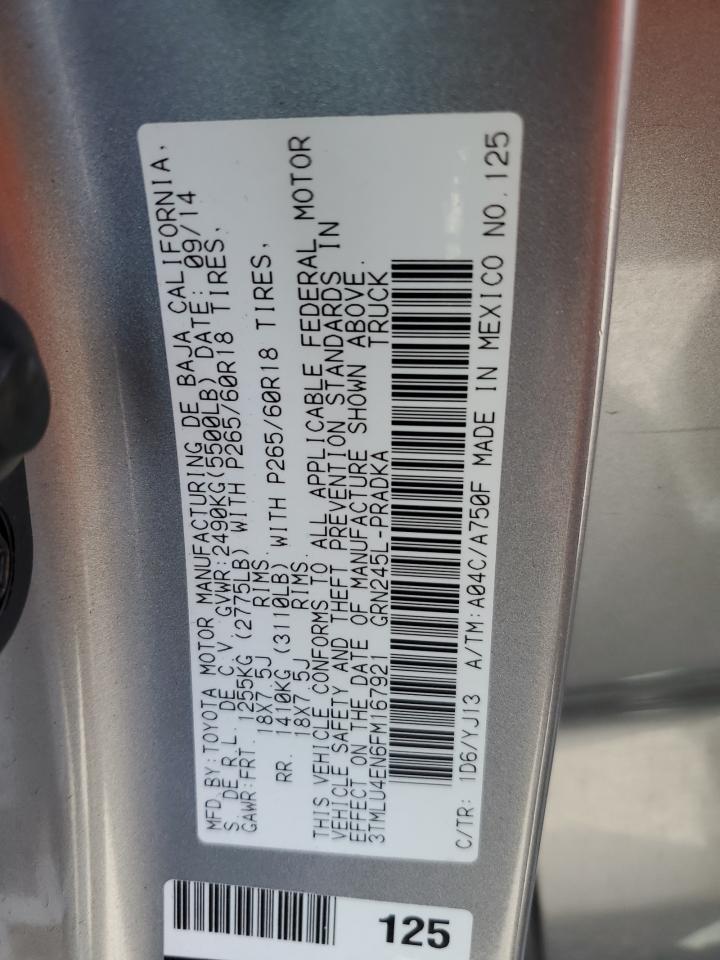 MFD. BY: TOYOTA MOTOR MANUFACTURING DE BAJA CALIFORNIA,
S. DE R.L. DE C.V. GVWR: 2490KG(5500LB) DATE: 09/14
GAWR: FRT. 1255KG (2775LB) WITH P265/60R18 TIRES,
18X7.5J RIMS.
RR. 1410KG (3110LB) WITH P265/60R18 TIRES,
18X7.5J RIMS.
THIS VEHICLE CONFORMS TO ALL APPLICABLE FEDERAL MOTOR
VEHICLE SAFETY AND THEFT PREVENTION STANDARDS IN
EFFECT ON THE DATE OF MANUFACTURE SHOWN ABOVE.
3TMLU4EN6FM167921 GRN245L-PRADKA TRUCK
C/TR: 1D6/YJ13 A/TM: A04C/A750F MADE IN MEXICO NO. 125
125